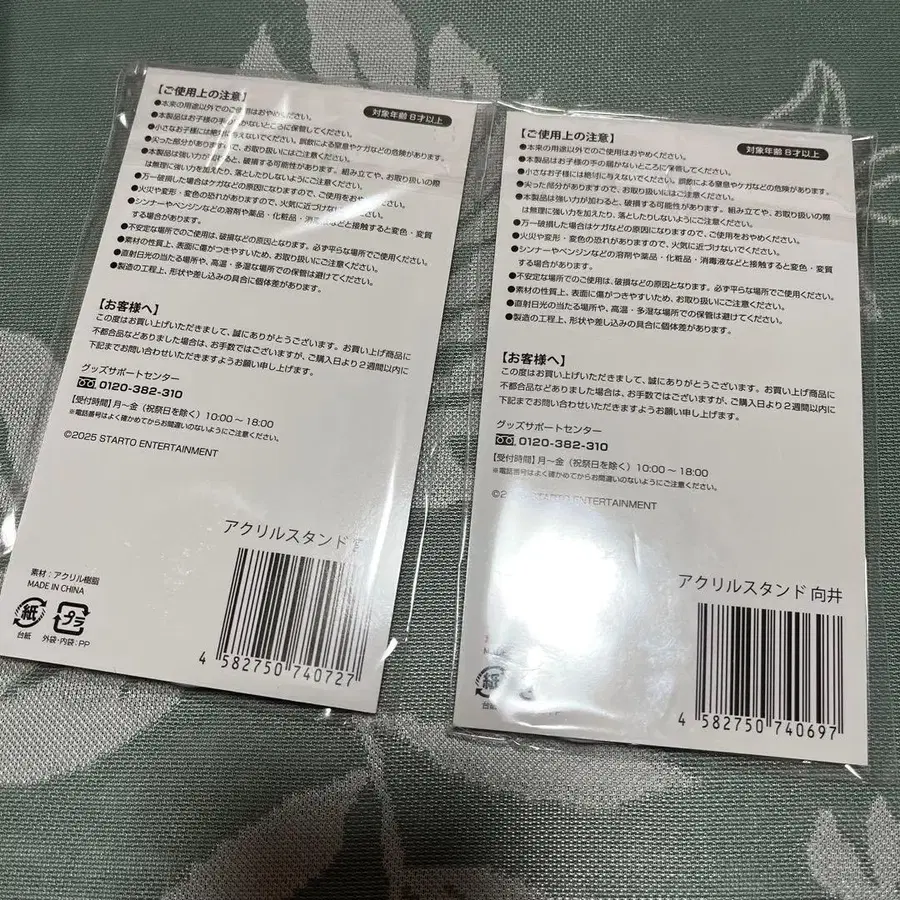 【ご使用上の注意】
対象年齢 8才以上
●本来の用途以外でのご使用はおやめください。
●本製品はお子様の手の届かないところに保管してください。
●小さなお子様には絶対に与えないでください。誤飲による窒息やケガなどの危険があります。
●尖った部分がありますので、お取り扱いにはご注意ください。
●本製品は強い力が加わると、破損する可能性があります。組み立てや、お取り扱いの際
は無理に強い力を加えたり、落としたりしないようにご注意ください。
●万一破損した場合はケガなどの原因になりますので、ご使用をおやめください。
●火災や変形・変色の恐れがありますので、火気に近づけないでください。
●シンナーやベンジンなどの溶剤や薬品・化粧品・消毒液などと接触すると変色・変質
する場合があります。
●不安定な場所でのご使用は、破損などの原因となります。必ず平らな場所でご使用ください。
●素材の性質上、表面に傷がつきやすいため、お取り扱いにご注意ください。
●直射日光の当たる場所や、高温・多湿な場所での保管は避けてください。
●製造の工程上、形状や差し込みの具合に個体差があります。
【お客様へ】
この度はお買い上げいただきまして、誠にありがとうございます。お買い上げ商品に
不都合品などありました場合は、お手数ではございますが、ご購入日より2週間以内に
下記までお問い合わせいただきますようお願い申し上げます。
グッズサポートセンター
0120-382-310
【受付時間】月〜金（祝祭日を除く）10:00〜18:00
※電話番号はよく確かめてからお間違いのないようにご注意ください。
©2025 STARTO ENTERTAINMENT
アクリルスタンド
素材：アクリル樹脂
MADE IN CHINA
紙 プラ
台紙 外袋・内袋：PP
4 582750 740727
【ご使用上の注意】
対象年齢 8才以上
●本来の用途以外でのご使用はおやめください。
●本製品はお子様の手の届かないところに保管してください。
●小さなお子様には絶対に与えないでください。誤飲による窒息やケガなどの危険があります。
●尖った部分がありますので、お取り扱いにはご注意ください。
●本製品は強い力が加わると、破損する可能性があります。組み立てや、お取り扱いの際
は無理に強い力を加えたり、落としたりしないようにご注意ください。
●万一破損した場合はケガなどの原因になりますので、ご使用をおやめください。
●火災や変形・変色の恐れがありますので、火気に近づけないでください。
●シンナーやベンジンなどの溶剤や薬品・化粧品・消毒液などと接触すると変色・変質
する場合があります。
●不安定な場所でのご使用は、破損などの原因となります。必ず平らな場所でご使用ください。
●素材の性質上、表面に傷がつきやすいため、お取り扱いにご注意ください。
●直射日光の当たる場所や、高温・多湿な場所での保管は避けてください。
●製造の工程上、形状や差し込みの具合に個体差があります。
【お客様へ】
この度はお買い上げいただきまして、誠にありがとうございます。お買い上げ商品に
不都合品などありました場合は、お手数ではございますが、ご購入日より2週間以内に
下記までお問い合わせいただきますようお願い申し上げます。
グッズサポートセンター
0120-382-310
【受付時間】月〜金（祝祭日を除く）10:00〜18:00
※電話番号はよく確かめてからお間違いのないようにご注意ください。
STARTO ENTERTAINMENT
アクリルスタンド 向井
紙
台紙
4 582750 740697